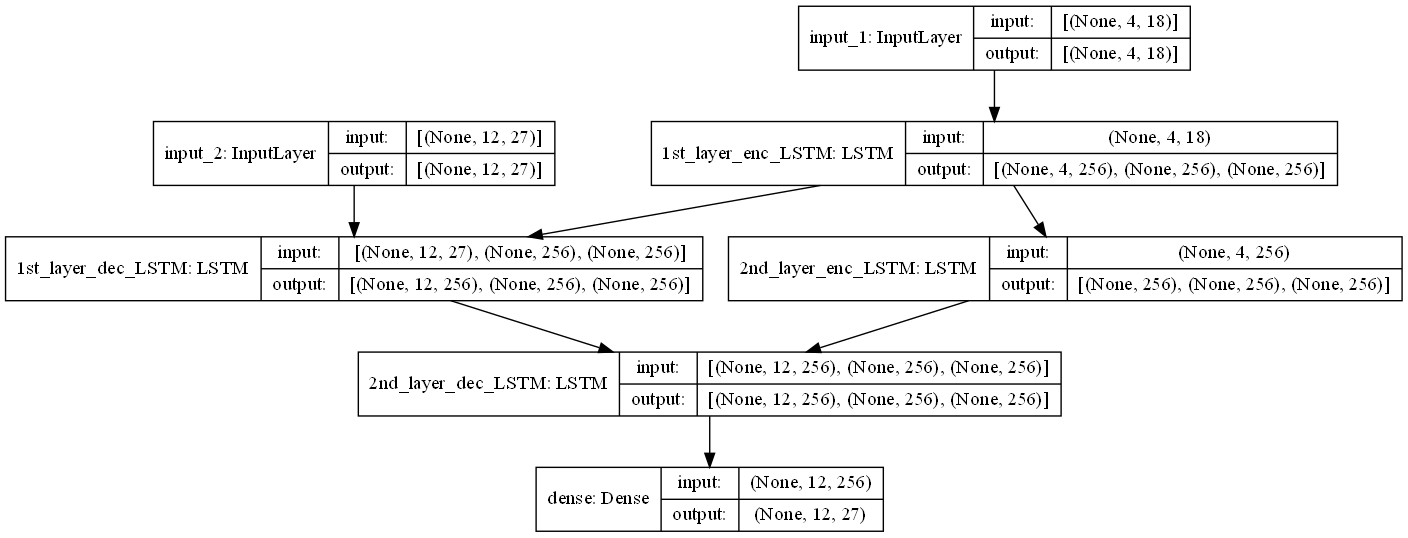 input_1: InputLayer
input: [(None, 4, 18)]
output: [(None, 4, 18)]
input_2: InputLayer
input: [(None, 12, 27)]
output: [(None, 12, 27)]
1st_layer_enc_LSTM: LSTM
input: (None, 4, 18)
output: [(None, 4, 256), (None, 256), (None, 256)]
1st_layer_dec_LSTM: LSTM
input: [(None, 12, 27), (None, 256), (None, 256)]
output: [(None, 12, 256), (None, 256), (None, 256)]
2nd_layer_enc_LSTM: LSTM
input: (None, 4, 256)
output: [(None, 256), (None, 256), (None, 256)]
2nd_layer_dec_LSTM: LSTM
input: [(None, 12, 256), (None, 256), (None, 256)]
output: [(None, 12, 256), (None, 256), (None, 256)]
dense: Dense
input: (None, 12, 256)
output: (None, 12, 27)